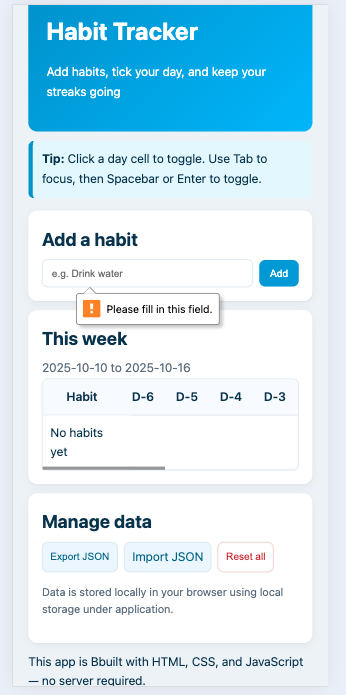 Habit Tracker
Add habits, tick your day, and keep your
streaks going
Tip: Click a day cell to toggle. Use Tab to
focus, then Spacebar or Enter to toggle.
Add a habit
e.g. Drink water
Add
! Please fill in this field.
This week
2025-10-10 to 2025-10-16
Habit D-6 D-5 D-4 D-3
No habits
yet
Manage data
Export JSON Import JSON Reset all
Data is stored locally in your browser using local
storage under application.
This app is Bbuilt with HTML, CSS, and JavaScript
— no server required.